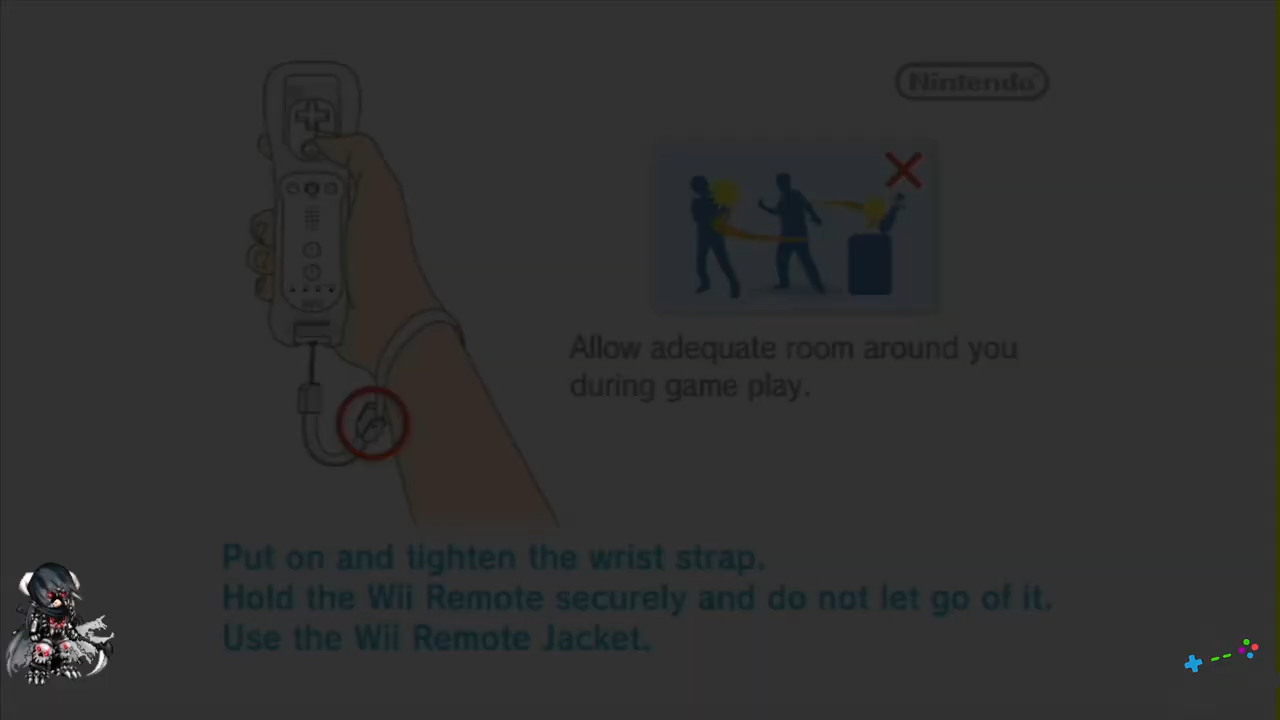 Nintendo
Allow adequate room around you
during game play.
Put on and tighten the wrist strap.
Hold the Wii Remote securely and do not let go of it.
Use the Wii Remote Jacket.